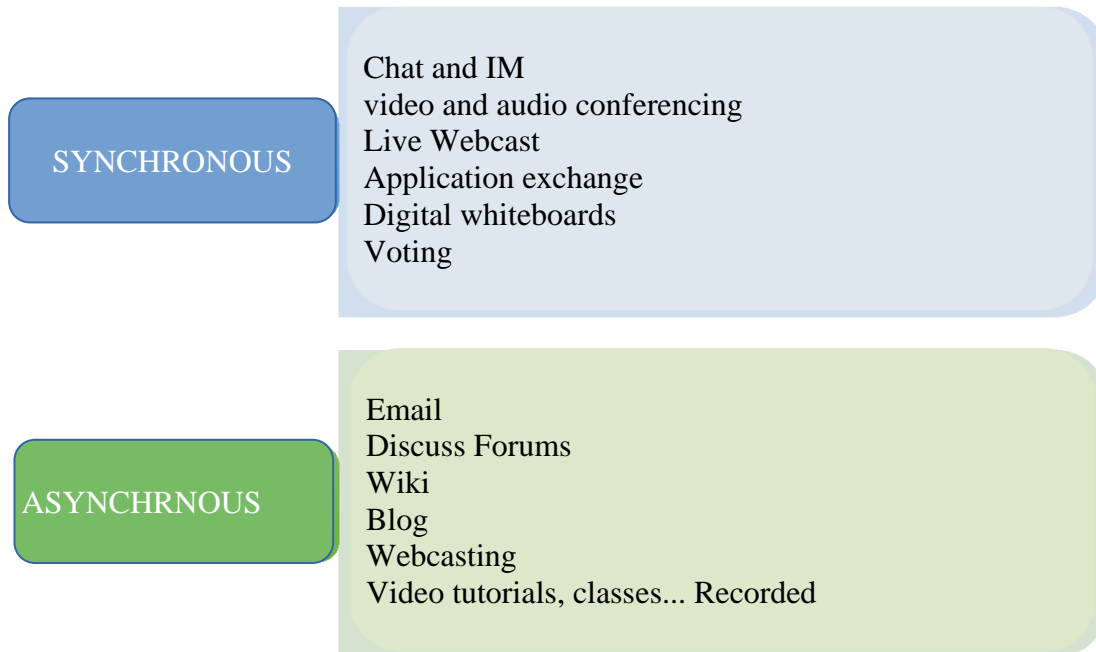 SYNCHRONOUS
Chat and IM
video and audio conferencing
Live Webcast
Application exchange
Digital whiteboards
Voting
ASYNCHRNOUS
Email
Discuss Forums
Wiki
Blog
Webcasting
Video tutorials, classes... Recorded